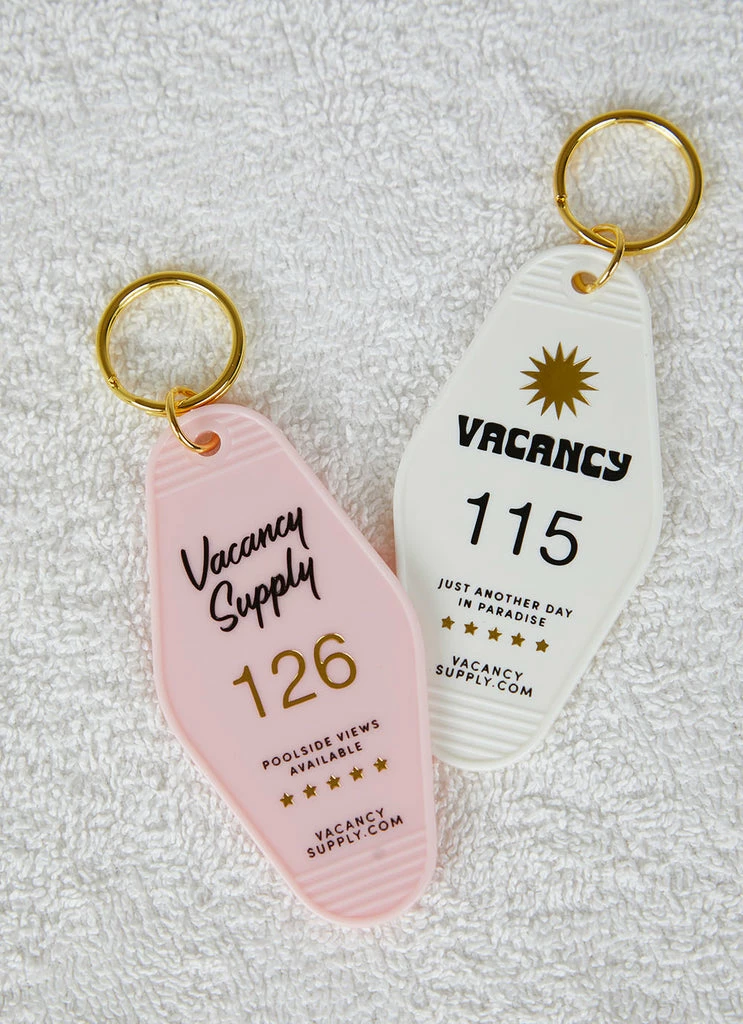 Vacancy
Supply
126
POOLSIDE VIEWS
AVAILABLE
VACANCY
SUPPLY.COM
VACANCY
115
JUST ANOTHER DAY
IN PARADISE
VACANCY
SUPPLY.COM